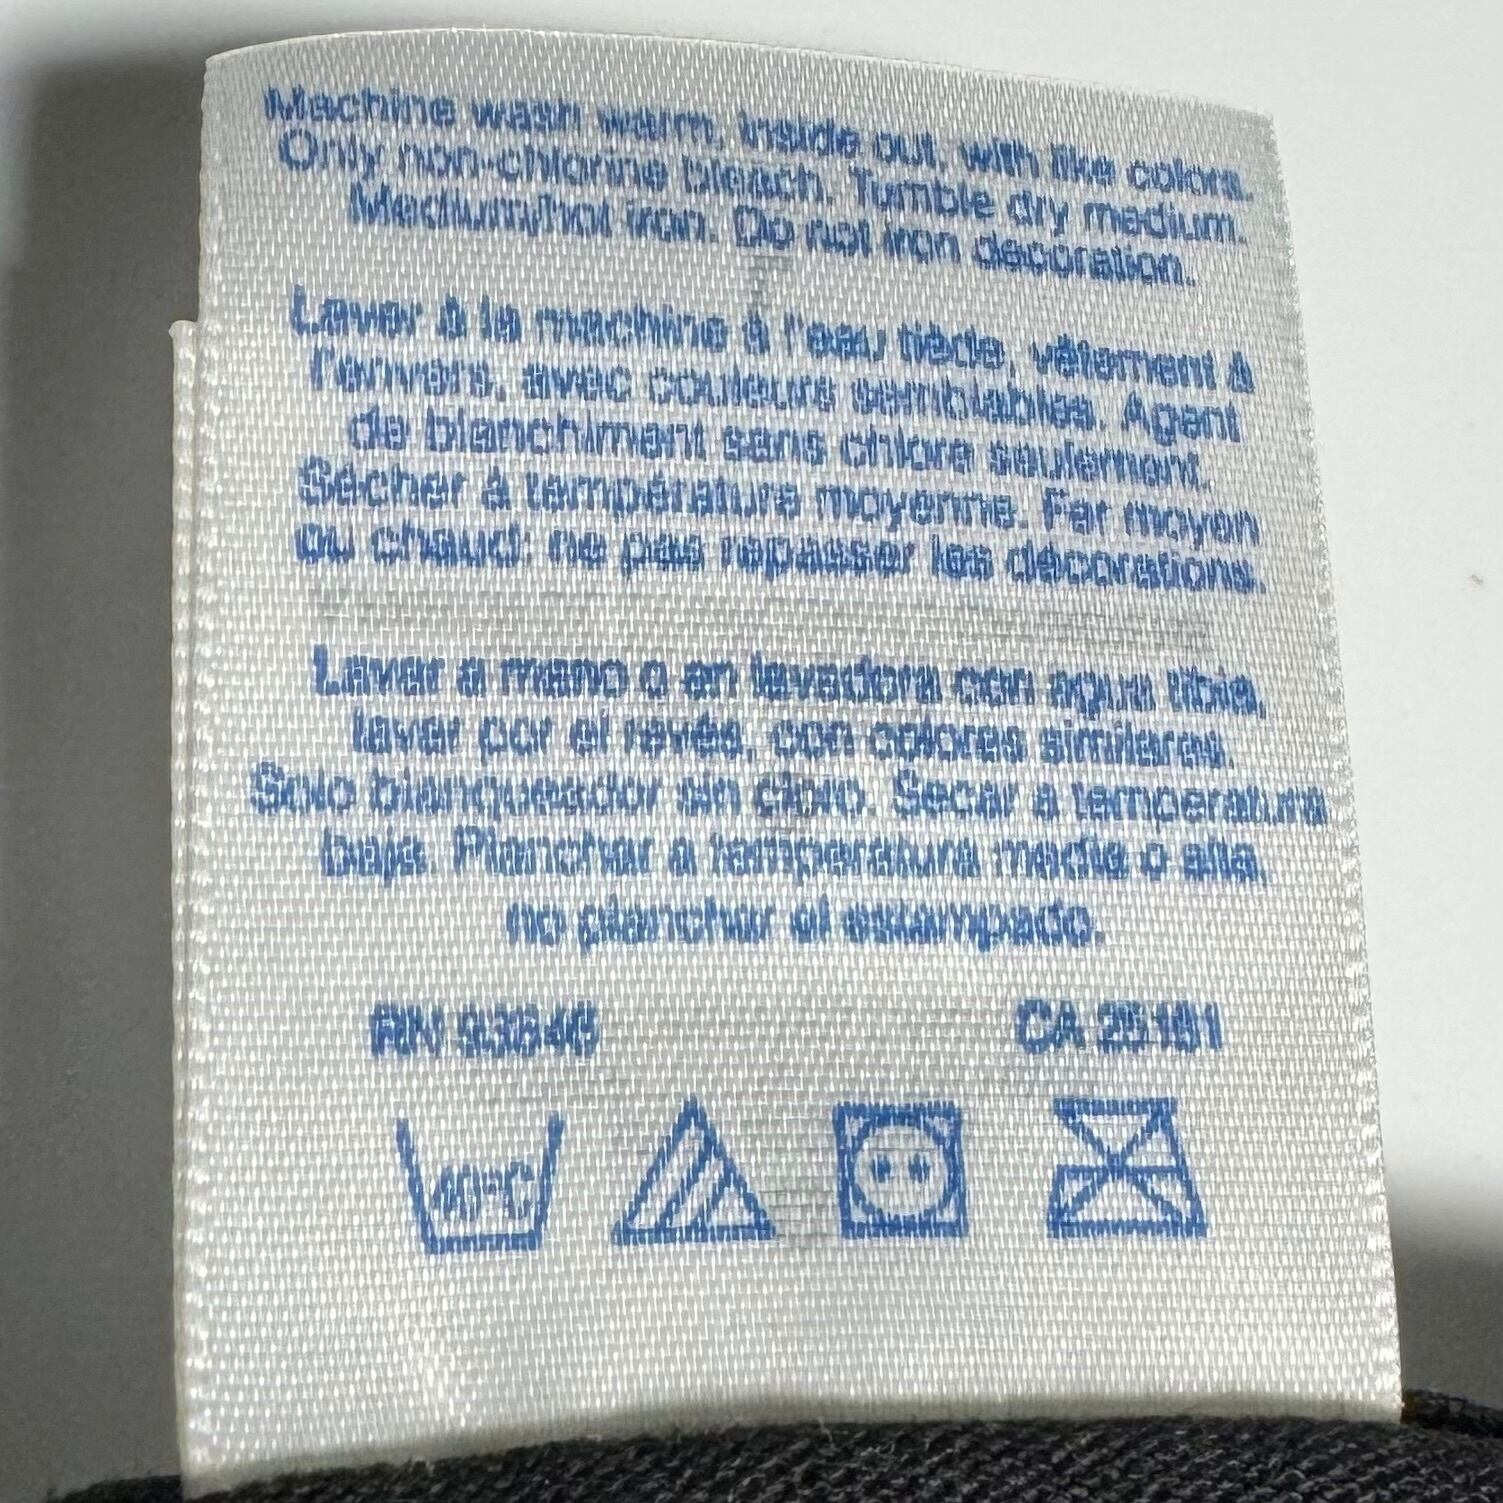 Machine wash warm, inside out, with like colors.
Only non-chlorine bleach. Tumble dry medium.
Medium/hot iron. Do not iron decoration.
Laver à la machine à l'eau tiède, vêtement à
l'envers, avec couleurs semblables. Agent
de blanchiment sans chlore seulement.
Sécher à température moyenne. Fer moyen
ou chaud; ne pas repasser les décorations.
Lavar a mano o en lavadora con agua tibia,
lavar por el revés, con colores similares.
Solo blanqueador sin cloro. Secar a temperatura
baja. Planchar a temperatura media o alta,
no planchar el estampado.
RN 93846 CA 25181
40°C